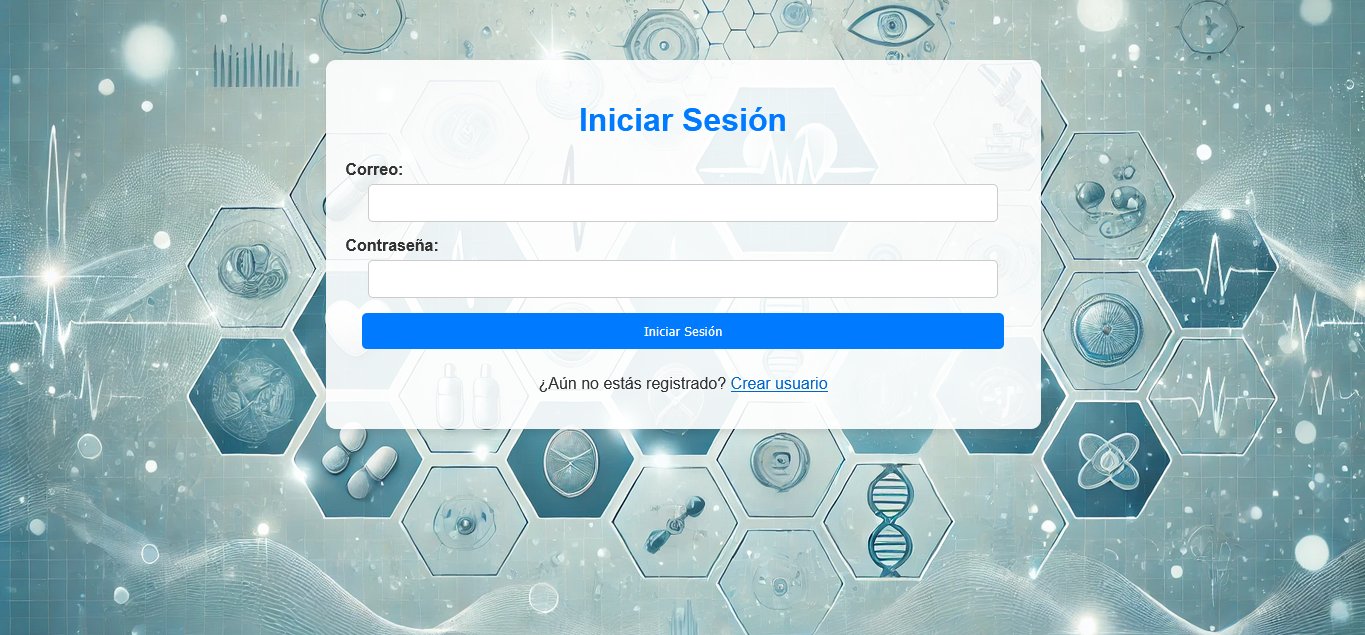 Iniciar Sesión
Correo:
Contraseña:
Iniciar Sesión
¿Aún no estás registrado? Crear usuario